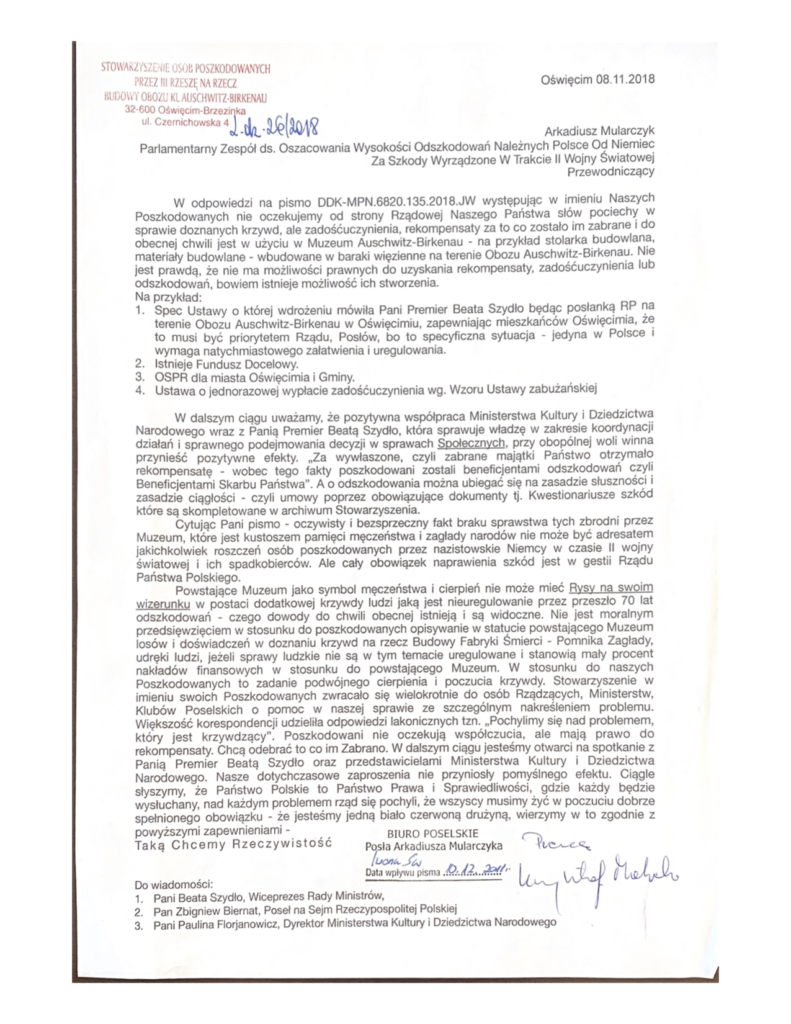 STOWARZYSZENIE OSÓB POSZKODOWANYCH
PRZEZ III RZESZĘ NA RZECZ
BUDOWY OBOZU KL AUSCHWITZ-BIRKENAU
32-600 Oświęcim-Brzezinka
ul. Czernichowska 4
L.dz. 26/2018
Oświęcim 08.11.2018
Arkadiusz Mularczyk
Parlamentarny Zespół ds. Oszacowania Wysokości Odszkodowań Należnych Polsce Od Niemiec
Za Szkody Wyrządzone W Trakcie II Wojny Światowej
Przewodniczący
W odpowiedzi na pismo DDK-MPN.6820.135.2018.JW występując w imieniu Naszych
Poszkodowanych nie oczekujemy od strony Rządowej Naszego Państwa słów pociechy w
sprawie doznanych krzywd, ale zadośćuczynienia, rekompensaty za to co zostało im zabrane i do
obecnej chwili jest w użyciu w Muzeum Auschwitz-Birkenau - na przykład stolarka budowlana,
materiały budowlane - wbudowane w baraki więzienne na terenie Obozu Auschwitz-Birkenau. Nie
jest prawdą, że nie ma możliwości prawnych do uzyskania rekompensaty, zadośćuczynienia lub
odszkodowań, bowiem istnieje możliwość ich stworzenia.
Na przykład:
1. Spec Ustawy o której wdrożeniu mówiła Pani Premier Beata Szydło będąc posłanką RP na
terenie Obozu Auschwitz-Birkenau w Oświęcimiu, zapewniając mieszkańców Oświęcimia, że
to musi być priorytetem Rządu, Posłów, bo to specyficzna sytuacja - jedyna w Polsce i
wymaga natychmiastowego załatwienia i uregulowania.
2. Istnieje Fundusz Docelowy.
3. OSPR dla miasta Oświęcimia i Gminy.
4. Ustawa o jednorazowej wypłacie zadośćuczynienia wg. Wzoru Ustawy zabużańskiej
W dalszym ciągu uważamy, że pozytywna współpraca Ministerstwa Kultury i Dziedzictwa
Narodowego wraz z Panią Premier Beatą Szydło, która sprawuje władzę w zakresie koordynacji
działań i sprawnego podejmowania decyzji w sprawach Społecznych, przy obopólnej woli winna
przynieść pozytywne efekty. „Za wywłaszone, czyli zabrane majątki Państwo otrzymało
rekompensatę - wobec tego fakty poszkodowani zostali beneficjentami odszkodowań czyli
Beneficjentami Skarbu Państwa”. A o odszkodowania można ubiegać się na zasadzie słuszności i
zasadzie ciągłości - czyli umowy poprzez obowiązujące dokumenty tj. Kwestionariusze szkód
które są skompletowane w archiwum Stowarzyszenia.
Cytując Pani pismo - oczywisty i bezsprzeczny fakt braku sprawstwa tych zbrodni przez
Muzeum, które jest kustoszem pamięci męczeństwa i zagłady narodów nie może być adresatem
jakichkolwiek roszczeń osób poszkodowanych przez nazistowskie Niemcy w czasie II wojny
światowej i ich spadkobierców. Ale cały obowiązek naprawienia szkód jest w gestii Rządu
Państwa Polskiego.
Powstające Muzeum jako symbol męczeństwa i cierpień nie może mieć Rysy na swoim
wizerunku w postaci dodatkowej krzywdy ludzi jaką jest nieuregulowanie przez przeszło 70 lat
odszkodowań - czego dowody do chwili obecnej istnieją i są widoczne. Nie jest moralnym
przedsięwzięciem w stosunku do poszkodowanych opisywanie w statucie powstającego Muzeum
losów i doświadczeń w doznaniu krzywd na rzecz Budowy Fabryki Śmierci - Pomnika Zagłady,
udręki ludzi, jeżeli sprawy ludzkie nie są w tym temacie uregulowane i stanowią mały procent
nakładów finansowych w stosunku do powstającego Muzeum. W stosunku do naszych
Poszkodowanych to zadanie podwójnego cierpienia i poczucia krzywdy. Stowarzyszenie w
imieniu swoich Poszkodowanych zwracało się wielokrotnie do osób Rządzących, Ministerstw,
Klubów Poselskich o pomoc w naszej sprawie ze szczególnym nakreśleniem problemu.
Większość korespondencji udzieliła odpowiedzi lakonicznych tzn. „Pochylimy się nad problemem,
który jest krzywdzący”. Poszkodowani nie oczekują współczucia, ale mają prawo do
rekompensaty. Chcą odebrać to co im Zabrano. W dalszym ciągu jesteśmy otwarci na spotkanie z
Panią Premier Beatą Szydło oraz przedstawicielami Ministerstwa Kultury i Dziedzictwa
Narodowego. Nasze dotychczasowe zaproszenia nie przyniosły pomyślnego efektu. Ciągle
słyszymy, że Państwo Polskie to Państwo Prawa i Sprawiedliwości, gdzie każdy będzie
wysłuchany, nad każdym problemem rząd się pochyli, że wszyscy musimy żyć w poczuciu dobrze
spełnionego obowiązku - że jesteśmy jedną biało czerwoną drużyną, wierzymy w to zgodnie z
powyższymi zapewnieniami -
Taką Chcemy Rzeczywistość
BIURO POSELSKIE
Posła Arkadiusza Mularczyka
Iwona
Data wpływu pisma 10.12.
Prezes
Do wiadomości:
1. Pani Beata Szydło, Wiceprezes Rady Ministrów,
2. Pan Zbigniew Biernat, Poseł na Sejm Rzeczypospolitej Polskiej
3. Pani Paulina Florjanowicz, Dyrektor Ministerstwa Kultury i Dziedzictwa Narodowego